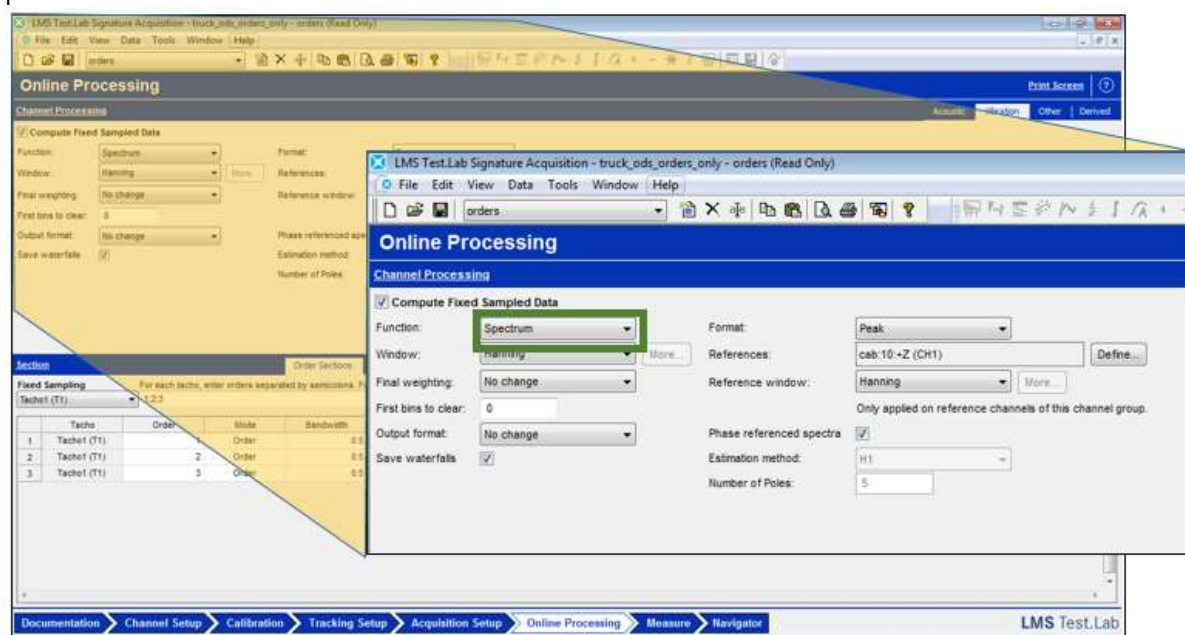 LMS Test.Lab Signature Acquisition - truck_ods_orders_only - orders (Read Only)
File Edit View Data Tools Window Help
orders
Online Processing
Print Screen
Channel Processing
Acoustic Vibration Other Derived
Compute Fixed Sampled Data
Function: Spectrum Format:
Window: Hanning More... References:
Final weighting: No change Reference window:
First bins to clear: 0
Output format: No change Phase referenced spe
Save waterfalls Estimation method:
Number of Poles:
Section
Order Sections
Fixed Sampling For each tacho, enter orders separated by semicolons.
Tacho1 (T1) 1;2;3
Tacho Order Mode Bandwidth
1 Tacho1 (T1) 1 Order 0.5
2 Tacho1 (T1) 2 Order 0.5
3 Tacho1 (T1) 3 Order 0.5
LMS Test.Lab Signature Acquisition - truck_ods_orders_only - orders (Read Only)
File Edit View Data Tools Window Help
orders
Online Processing
Channel Processing
Compute Fixed Sampled Data
Function: Spectrum Format: Peak
Window: Hanning More... References: cab:10:+Z (CH1) Define...
Final weighting: No change Reference window: Hanning More...
First bins to clear: 0 Only applied on reference channels of this channel group.
Output format: No change Phase referenced spectra
Save waterfalls Estimation method: H1
Number of Poles: 5
Documentation Channel Setup Calibration Tracking Setup Acquisition Setup Online Processing Measure Navigator LMS Test.Lab